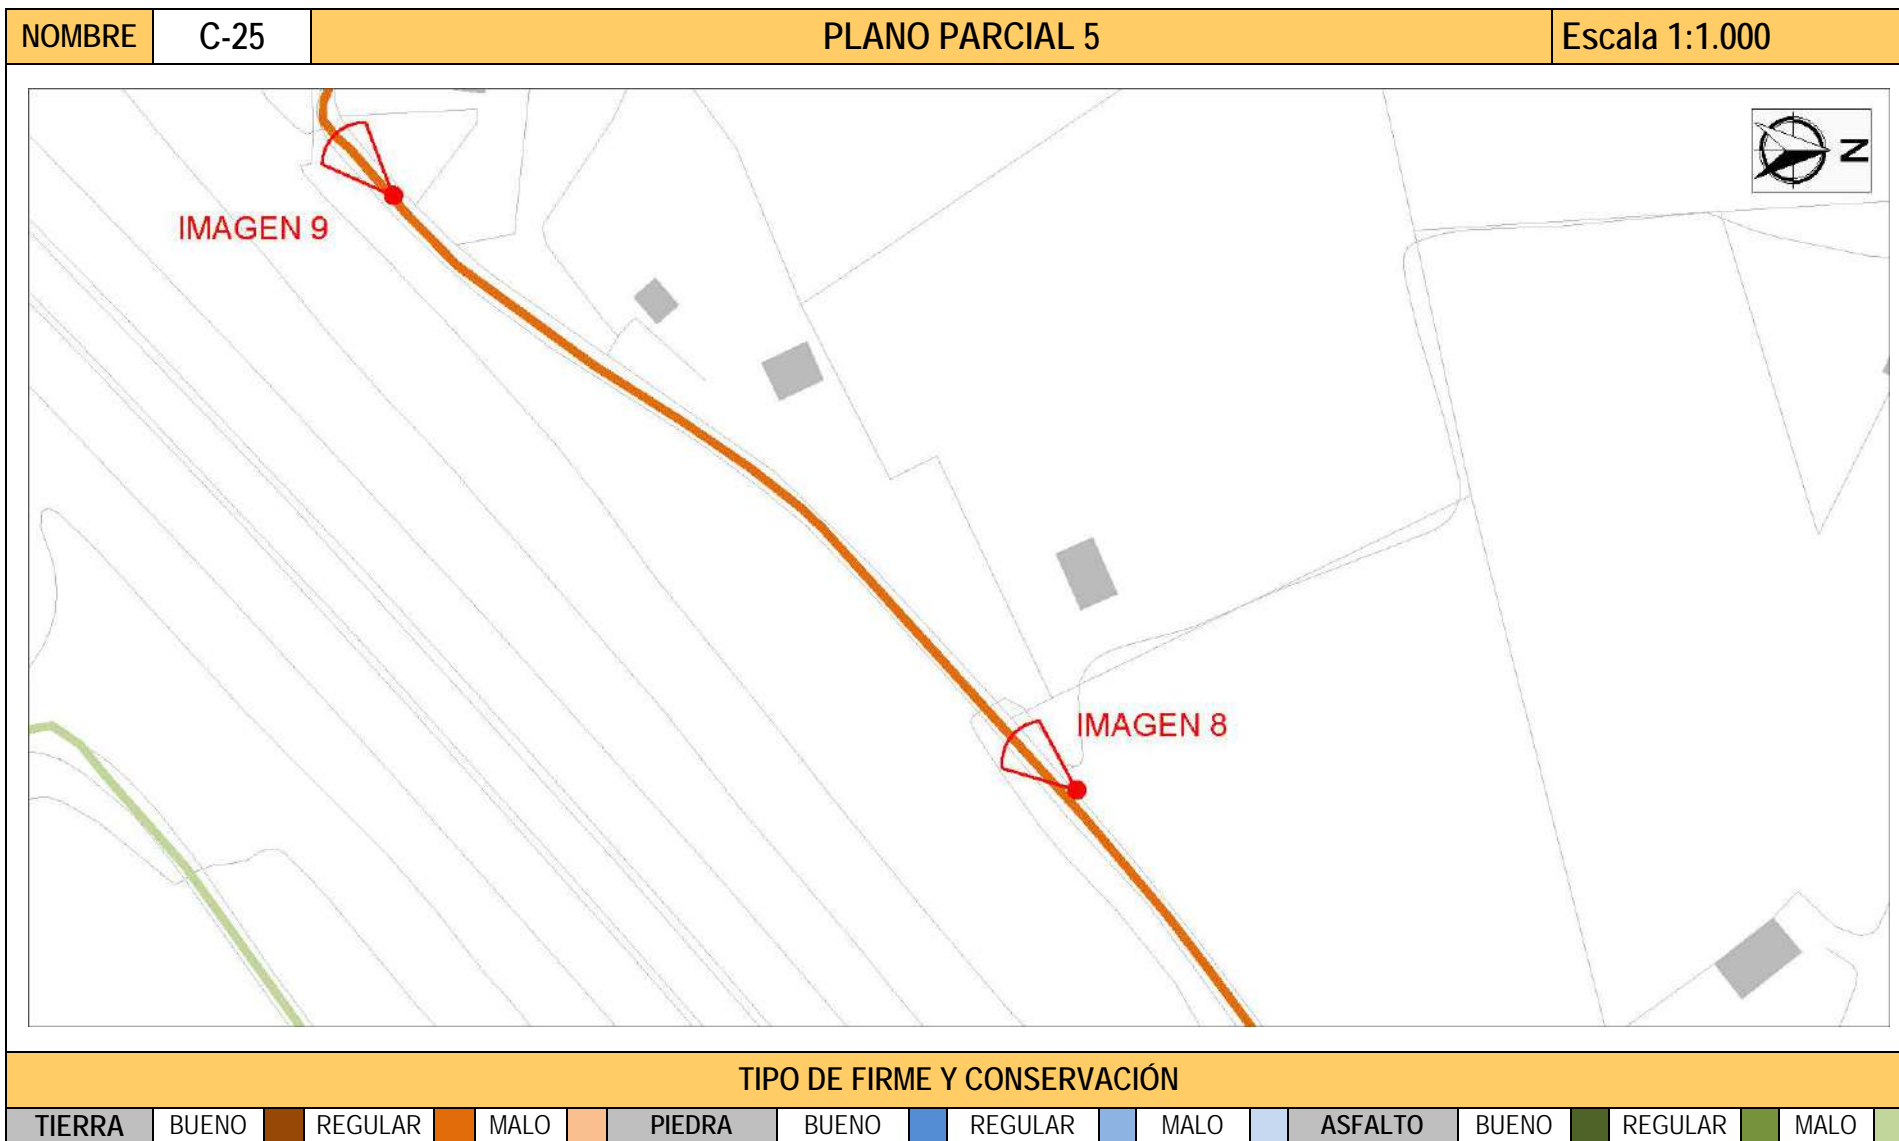 NOMBRE C-25 PLANO PARCIAL 5 Escala 1:1.000
N
IMAGEN 9
IMAGEN 8
TIPO DE FIRME Y CONSERVACIÓN
TIERRA BUENO REGULAR MALO PIEDRA BUENO REGULAR MALO ASFALTO BUENO REGULAR MALO